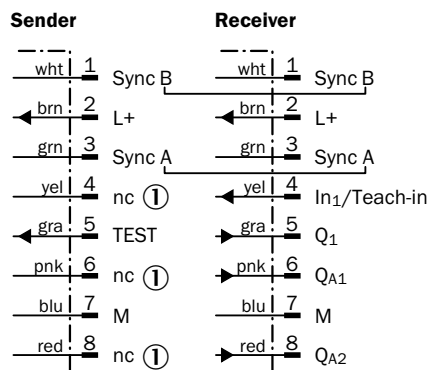 Sender Receiver
wht 1 Sync B wht 1 Sync B
brn 2 L+ brn 2 L+
grn 3 Sync A grn 3 Sync A
yel 4 nc ① yel 4 In1/Teach-in
gra 5 TEST gra 5 Q1
pnk 6 nc ① pnk 6 QA1
blu 7 M blu 7 M
red 8 nc ① red 8 QA2